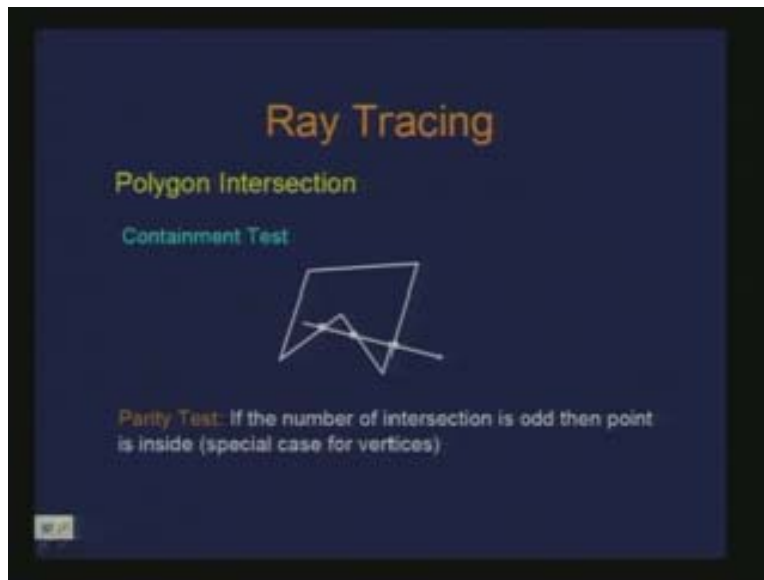 Ray Tracing
Polygon Intersection
Containment Test
Parity Test: If the number of intersection is odd then point
is inside (special case for vertices)